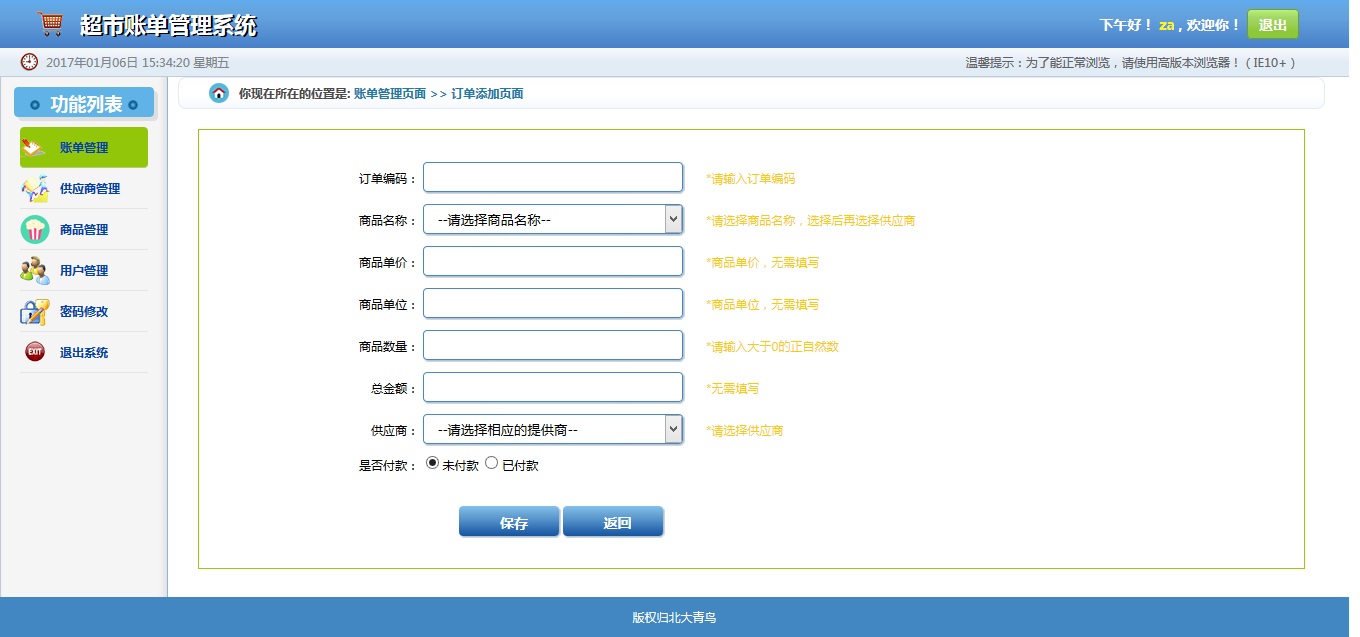 超市账单管理系统
下午好！ za , 欢迎你！ 退出
2017年01月06日 15:34:20 星期五
温馨提示：为了能正常浏览，请使用高版本浏览器！（IE10+）
功能列表
你现在所在的位置是: 账单管理页面 >> 订单添加页面
账单管理
供应商管理
商品管理
用户管理
密码修改
EXIT 退出系统
订单编码： *请输入订单编码
商品名称： --请选择商品名称-- *请选择商品名称，选择后再选择供应商
商品单价： *商品单价，无需填写
商品单位： *商品单位，无需填写
商品数量： *请输入大于0的正自然数
总金额： *无需填写
供应商： --请选择相应的提供商-- *请选择供应商
是否付款： 未付款 已付款
保存 返回
版权归北大青鸟